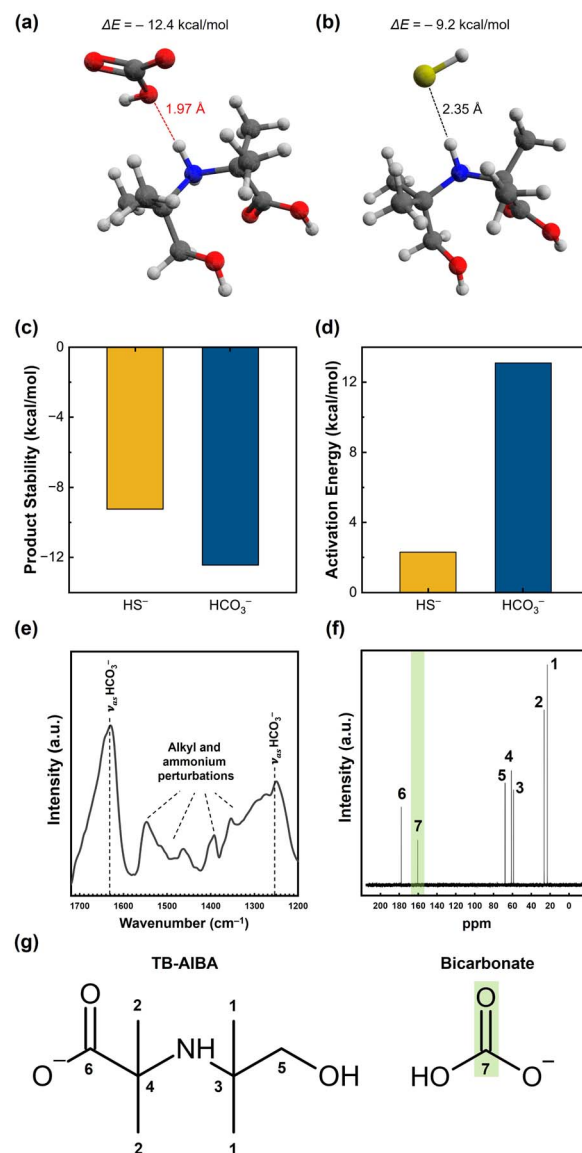 (a)
ΔE = – 12.4 kcal/mol
1.97 Å
(b)
ΔE = – 9.2 kcal/mol
2.35 Å
(c)
Product Stability (kcal/mol)
0
−4
−8
−12
HS−
HCO3−
(d)
Activation Energy (kcal/mol)
12
8
4
0
HS−
HCO3−
(e)
Intensity (a.u.)
νas HCO3−
Alkyl and
ammonium
perturbations
νas HCO3−
1700 1600 1500 1400 1300 1200
Wavenumber (cm–1)
(f)
Intensity (a.u.)
1
2
4
5
3
6
7
220 180 160 140 120 100 80 60 40 20 0
ppm
(g)
TB-AIBA
O
2
1
NH
O−
6
4
3
5
OH
2
1
Bicarbonate
O
HO
7
O−